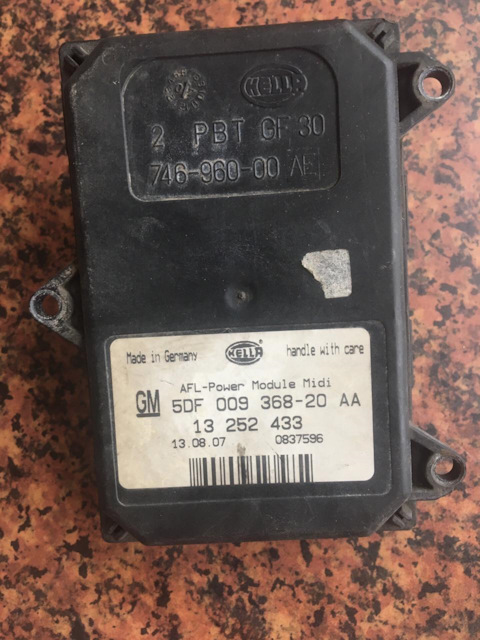 HELLA
2 PBT GF 30
746-960-00 AE
Made in Germany HELLA handle with care
AFL-Power Module Midi
GM 5DF 009 368-20 AA
13 252 433
13.08.07 0837596